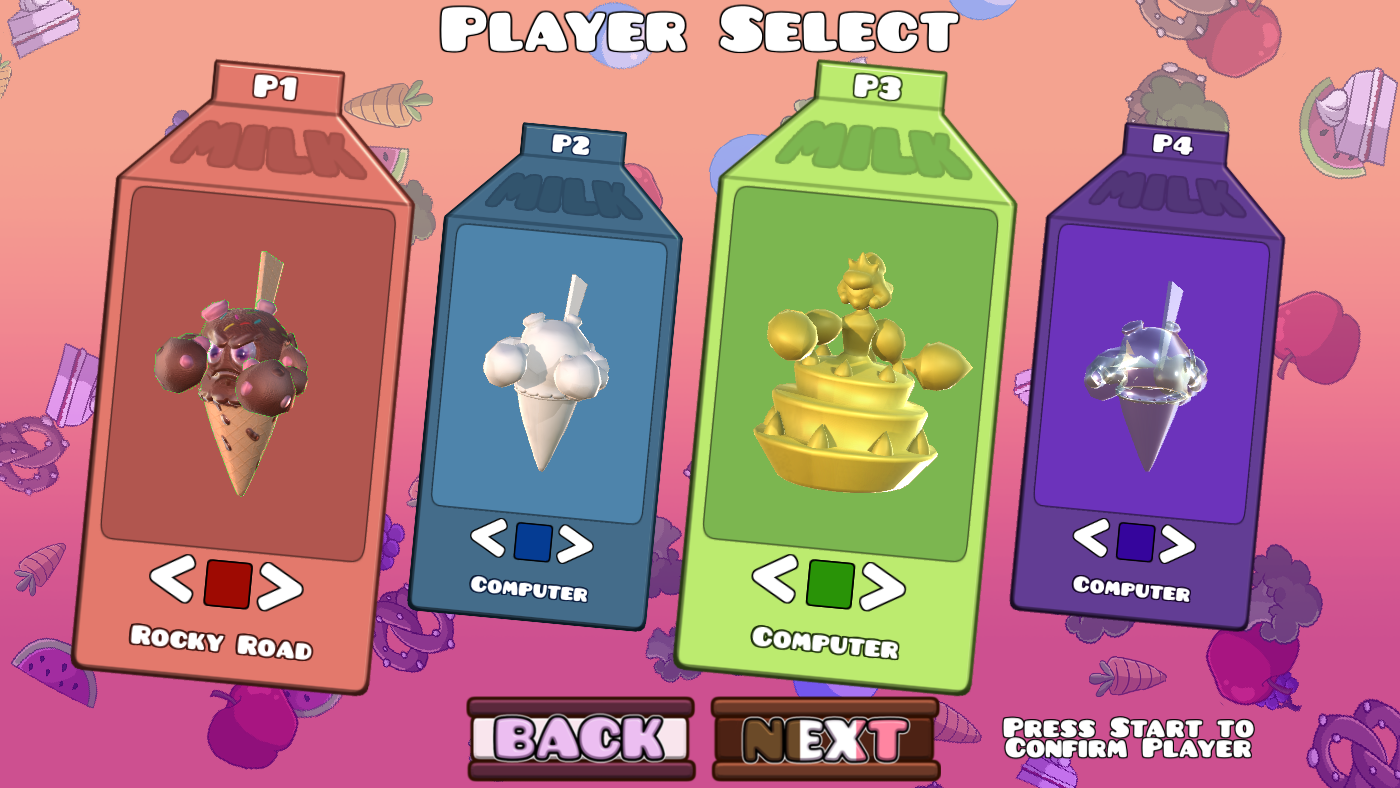 Player Select
P1
MILK
P2
MILK
P3
MILK
P4
MILK
< >
< >
< >
< >
Rocky Road
Computer
Computer
Computer
BACK
NEXT
Press Start to
Confirm Player